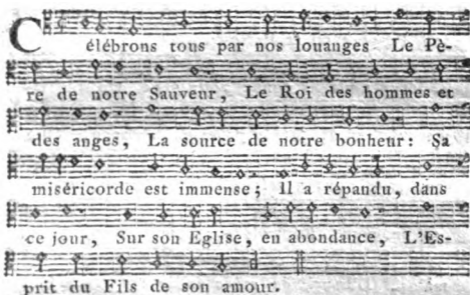 Célébrons tous par nos louanges Le Pè-
re de notre Sauveur, Le Roi des hommes et
des anges, La source de notre bonheur: Sa
miséricorde est immense; Il a répandu, dans
ce jour, Sur son Eglise, en abondance, L'Es-
prit du Fils de son amour.